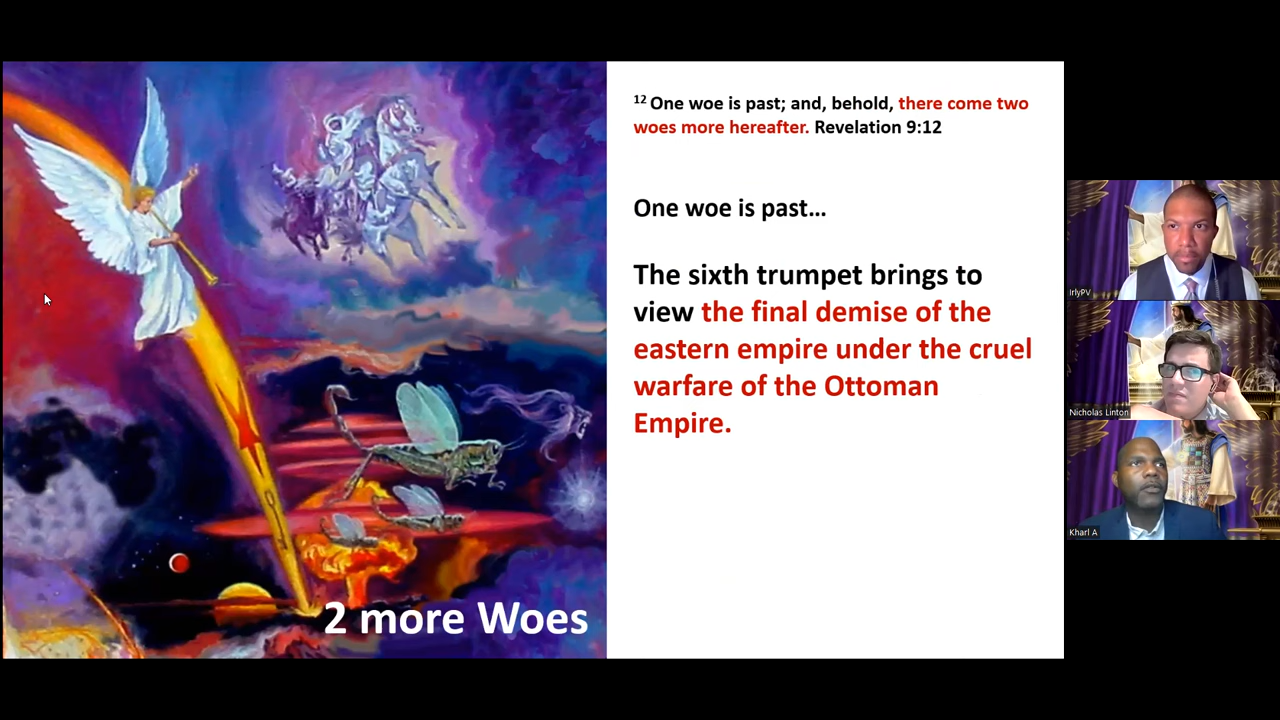 12 One woe is past; and, behold, there come two
woes more hereafter. Revelation 9:12
One woe is past...
The sixth trumpet brings to
view the final demise of the
eastern empire under the cruel
warfare of the Ottoman
Empire.
2 more Woes
IrlyPV
Nicholas Linton
Kharl A